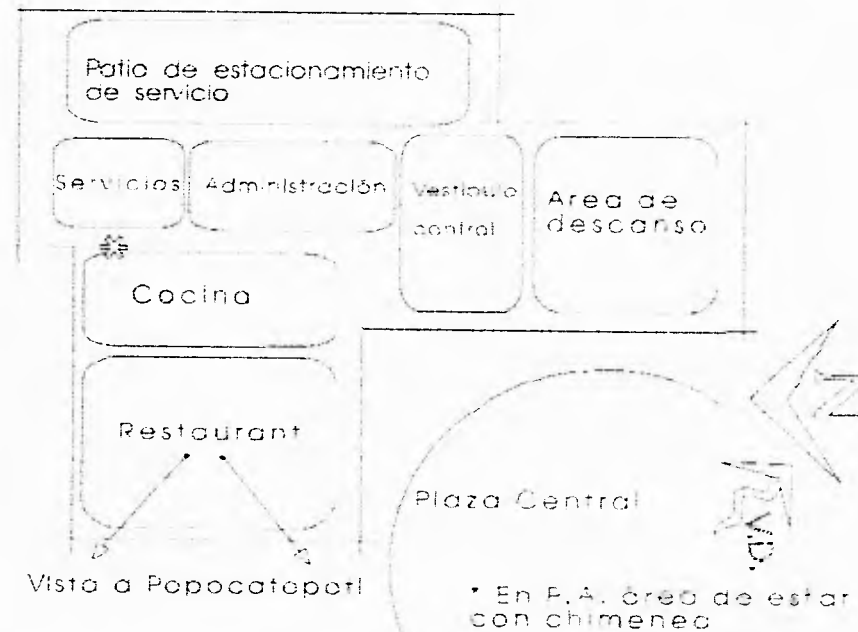 Patio de estacionamiento
de servicio
Servicios
Administración
Vestibulo
control
Area de
descanso
Cocina
Restaurant
N
Plaza Central
V.D.
Vista a Popocatepetl
* En P.A. área de estar
con chimenea